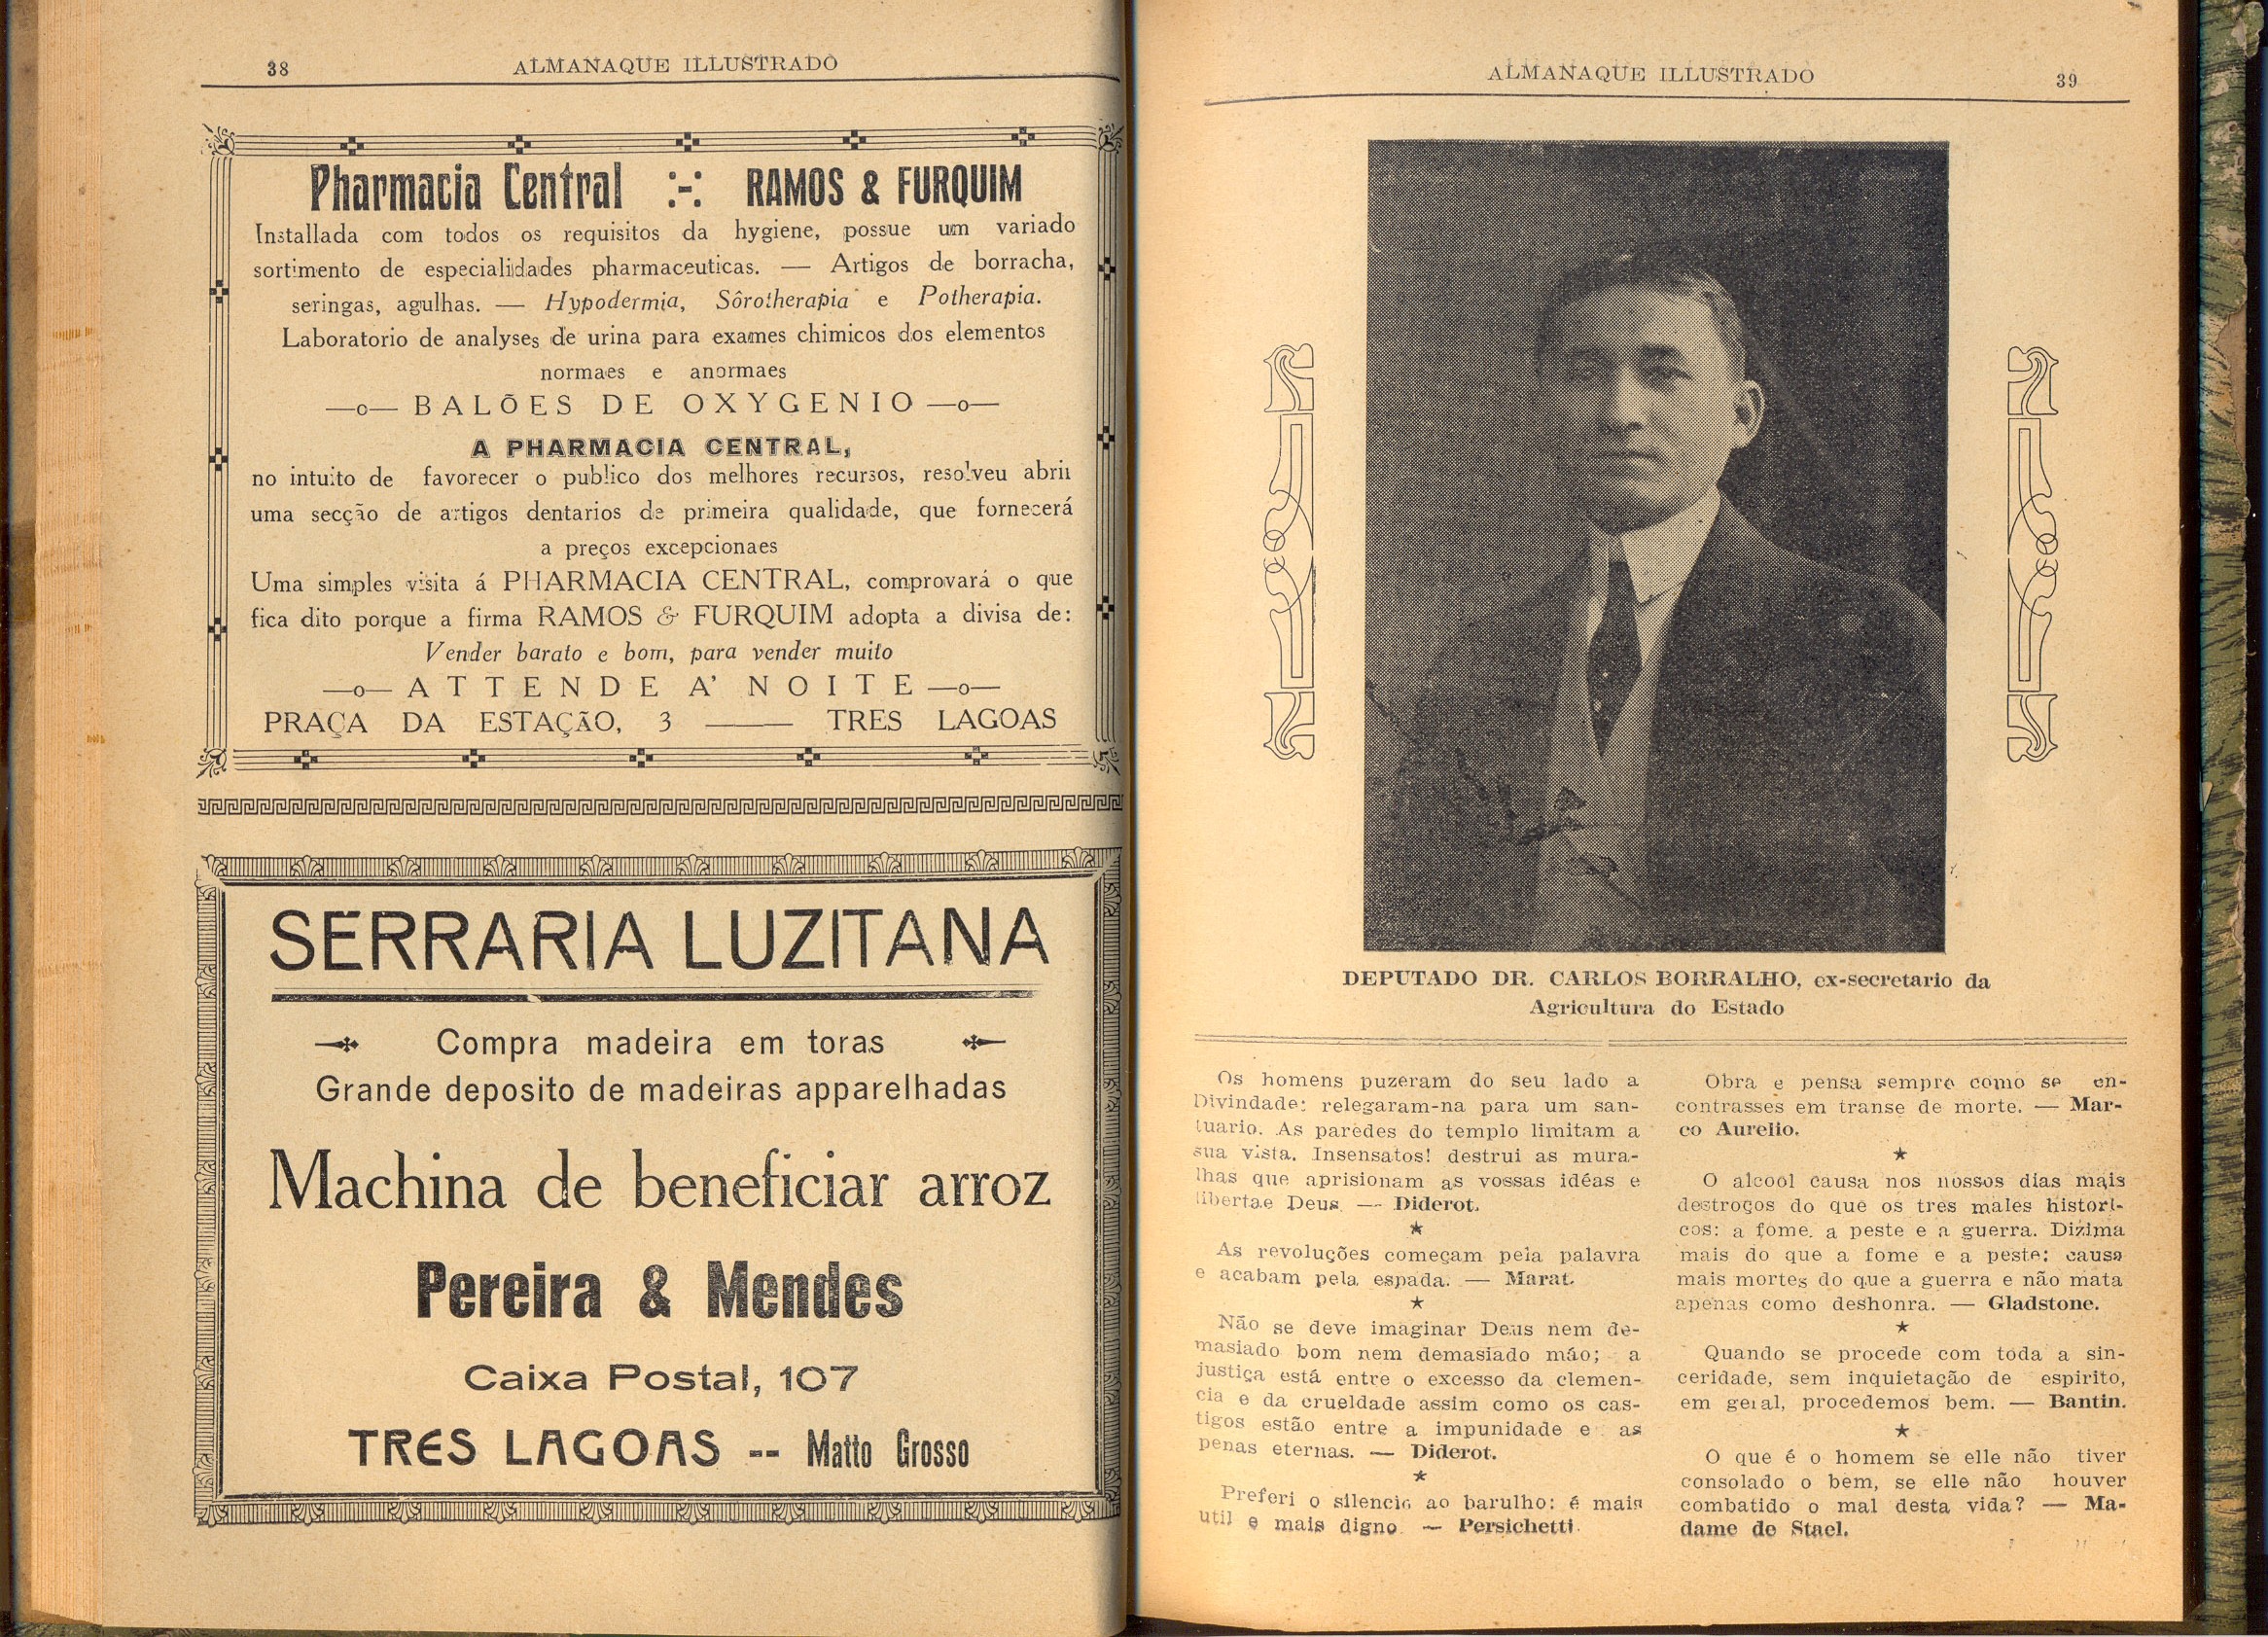 38
ALMANAQUE ILLUSTRADO
Pharmacia Central :-: RAMOS & FURQUIM
Installada com todos os requisitos da hygiene, possue um variado
sortimento de especialidades pharmaceuticas. — Artigos de borracha,
seringas, agulhas. — Hypodermia, Sôrotherapia e Potherapia.
Laboratorio de analyses de urina para exames chimicos dos elementos
normaes e anormaes
—o— BALÕES DE OXYGENIO —o—
A PHARMACIA CENTRAL,
no intuito de favorecer o publico dos melhores recursos, resolveu abrir
uma secção de artigos dentarios de primeira qualidade, que fornecerá
a preços excepcionaes
Uma simples visita á PHARMACIA CENTRAL, comprovará o que
fica dito porque a firma RAMOS & FURQUIM adopta a divisa de:
Vender barato e bom, para vender muito
—o— ATTENDE A' NOITE —o—
PRAÇA DA ESTAÇÃO, 3 —— TRES LAGOAS
SERRARIA LUZITANA
Compra madeira em toras
Grande deposito de madeiras apparelhadas
Machina de beneficiar arroz
Pereira & Mendes
Caixa Postal, 107
TRES LAGOAS -- Matto Grosso
ALMANAQUE ILLUSTRADO
39
DEPUTADO DR. CARLOS BORRALHO, ex-secretario da
Agricultura do Estado
Os homens puzeram do seu lado a
Divindade: relegaram-na para um san-
tuario. As paredes do templo limitam a
sua vista. Insensatos! destrui as mura-
lhas que aprisionam as vossas idéas e
libertae Deus. — Diderot.
★
As revoluções começam pela palavra
e acabam pela espada. — Marat.
★
Não se deve imaginar Deus nem de-
masiado bom nem demasiado máo; a
justiça está entre o excesso da clemen-
cia e da crueldade assim como os cas-
tigos estão entre a impunidade e as
penas eternas. — Diderot.
★
Preferi o silencio ao barulho: é mais
util e mais digno. — Persichetti.
Obra e pensa sempre como se en-
contrasses em transe de morte. — Mar-
co Aurelio.
★
O alcool causa nos nossos dias mais
destroços do que os tres males histori-
cos: a fome, a peste e a guerra. Dizima
mais do que a fome e a peste; causa
mais mortes do que a guerra e não mata
apenas como deshonra. — Gladstone.
★
Quando se procede com toda a sin-
ceridade, sem inquietação de espirito,
em geral, procedemos bem. — Bantin.
★
O que é o homem se elle não tiver
consolado o bem, se elle não houver
combatido o mal desta vida? — Ma-
dame de Stael.